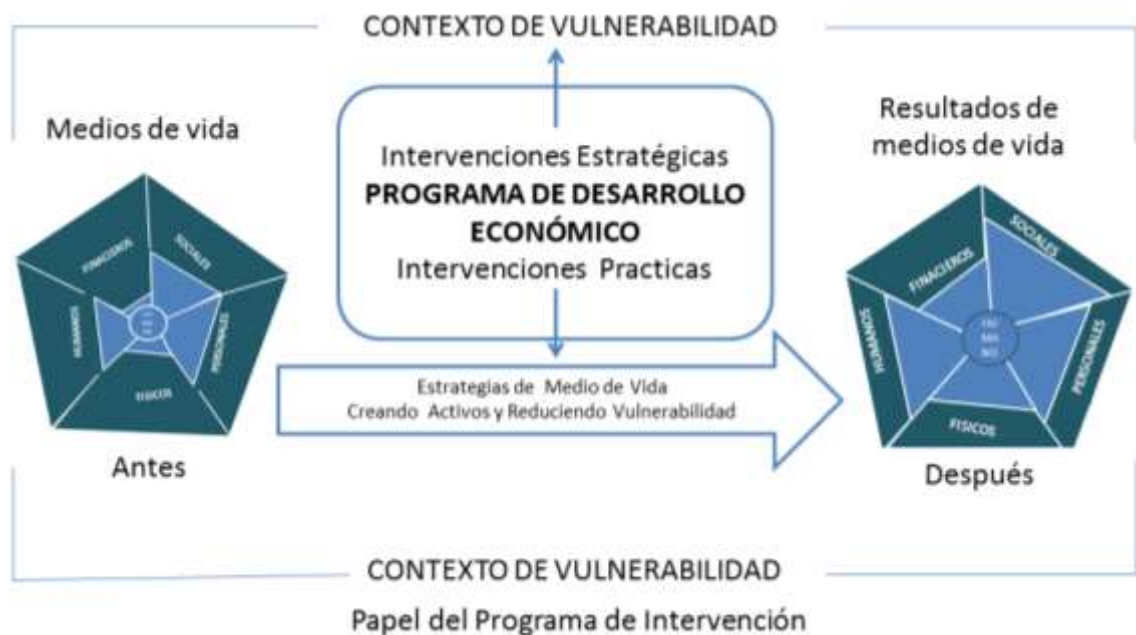 CONTEXTO DE VULNERABILIDAD
Medios de vida
Intervenciones Estratégicas
PROGRAMA DE DESARROLLO
ECONÓMICO
Intervenciones Practicas
Resultados de
medios de vida
FINACIEROS
SOCIALES
HUMANOS
PERSONALES
FISICOS
Estrategias de Medio de Vida
Creando Activos y Reduciendo Vulnerabilidad
FINACIEROS
SOCIALES
HUMANOS
PERSONALES
FISICOS
Antes
Después
CONTEXTO DE VULNERABILIDAD
Papel del Programa de Intervención